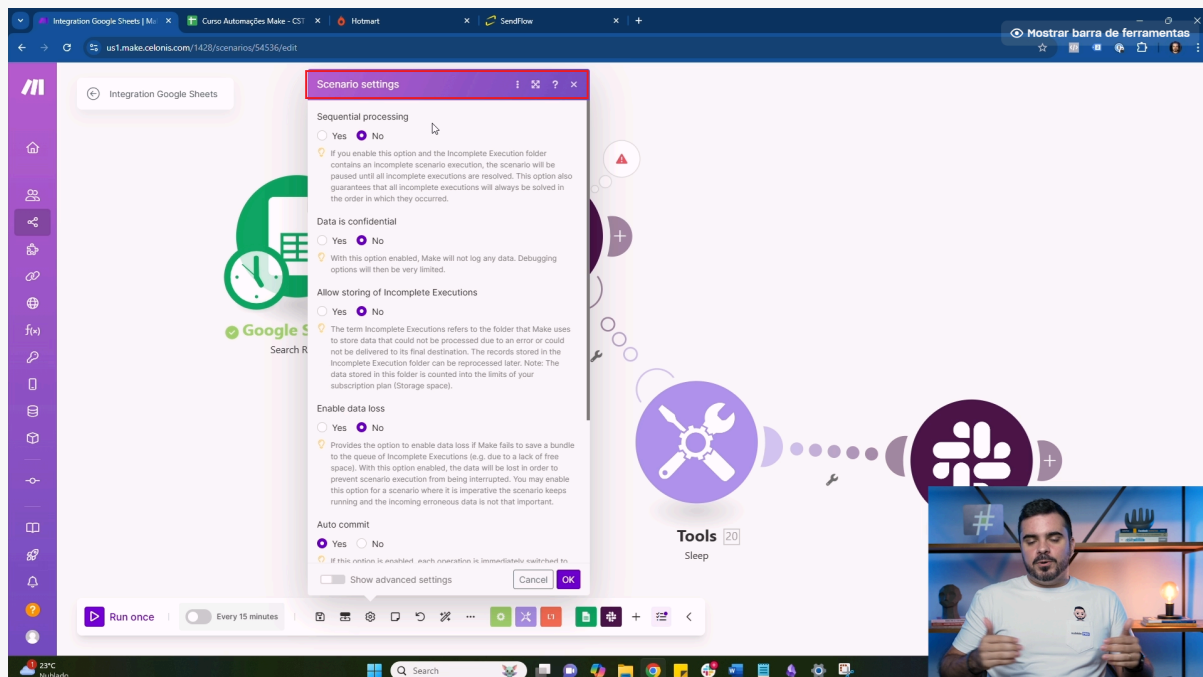 Integration Google Sheets | Mak
Curso Automações Make - CST
Hotmart
SendFlow
Mostrar barra de ferramentas
us1.make.celonis.com/1428/scenarios/54536/edit
Integration Google Sheets
Scenario settings
Sequential processing
Yes No
If you enable this option and the Incomplete Execution folder
contains an incomplete scenario execution, the scenario will be
paused until all incomplete executions are resolved. This option also
guarantees that all incomplete executions will always be solved in
the order in which they occurred.
Data is confidential
Yes No
With this option enabled, Make will not log any data. Debugging
options will then be very limited.
Allow storing of Incomplete Executions
Yes No
The term Incomplete Executions refers to the folder that Make uses
to store data that could not be processed due to an error or could
not be delivered to its final destination. The records stored in the
Incomplete Execution folder can be reprocessed later. Note: The
data stored in this folder is counted into the limits of your
subscription plan (Storage space).
Enable data loss
Yes No
Provides the option to enable data loss if Make fails to save a bundle
to the queue of Incomplete Executions (e.g. due to a lack of free
space). With this option enabled, the data will be lost in order to
prevent scenario execution from being interrupted. You may enable
this option for a scenario where it is imperative the scenario keeps
running and the incoming erroneous data is not that important.
Auto commit
Yes No
If this option is enabled, each operation is immediately switched to
Show advanced settings
Cancel OK
Google S
Search R
Tools 20
Sleep
Run once
Every 15 minutes
23°C
Nublado
Search